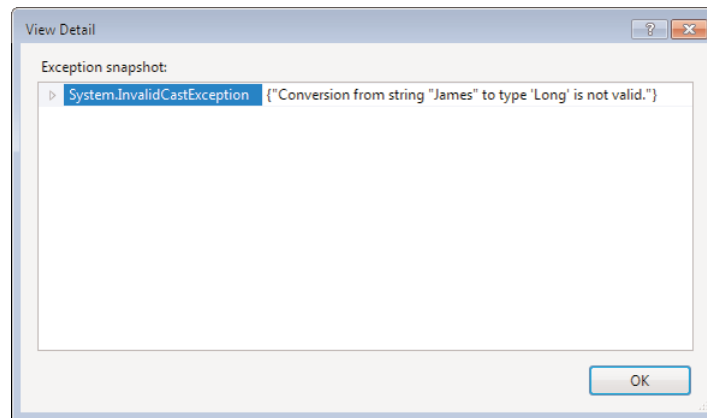 View Detail
Exception snapshot:
System.InvalidCastException {"Conversion from string "James" to type 'Long' is not valid."}
OK